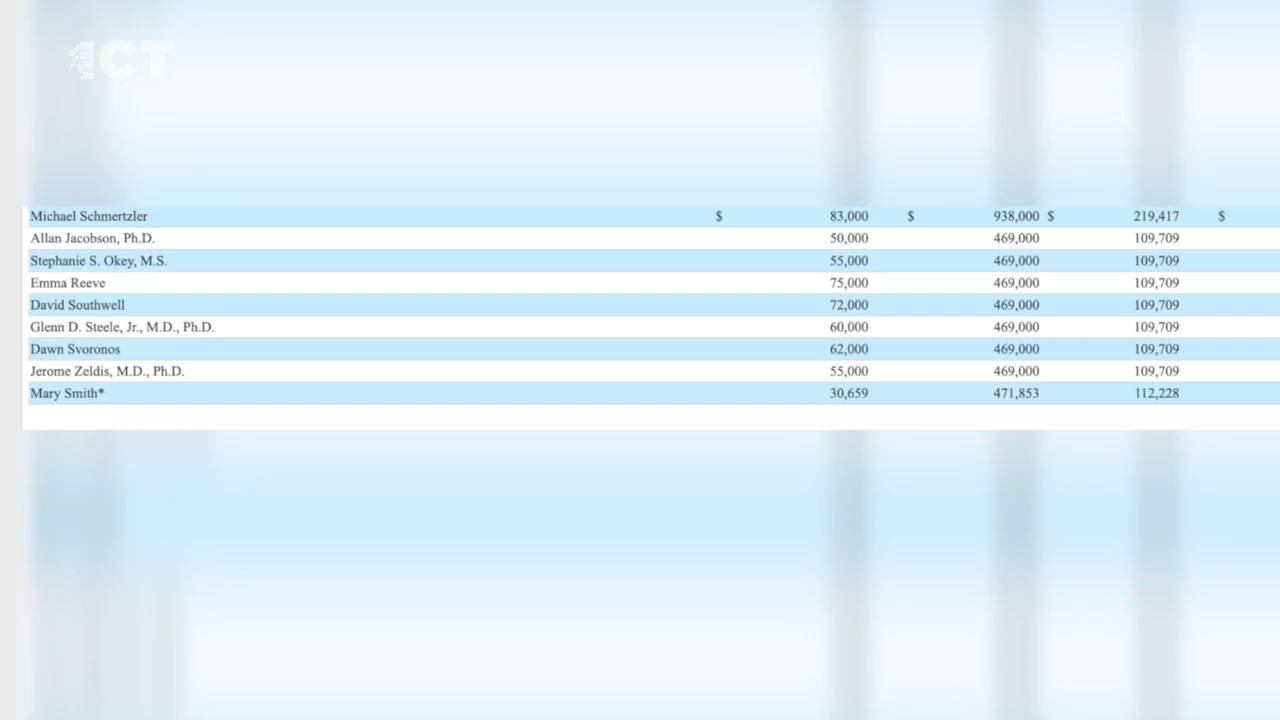 ICT
Michael Schmertzler $ 83,000 $ 938,000 $ 219,417 $
Allan Jacobson, Ph.D. 50,000 469,000 109,709
Stephanie S. Okey, M.S. 55,000 469,000 109,709
Emma Reeve 75,000 469,000 109,709
David Southwell 72,000 469,000 109,709
Glenn D. Steele, Jr., M.D., Ph.D. 60,000 469,000 109,709
Dawn Svoronos 62,000 469,000 109,709
Jerome Zeldis, M.D., Ph.D. 55,000 469,000 109,709
Mary Smith* 30,659 471,853 112,228